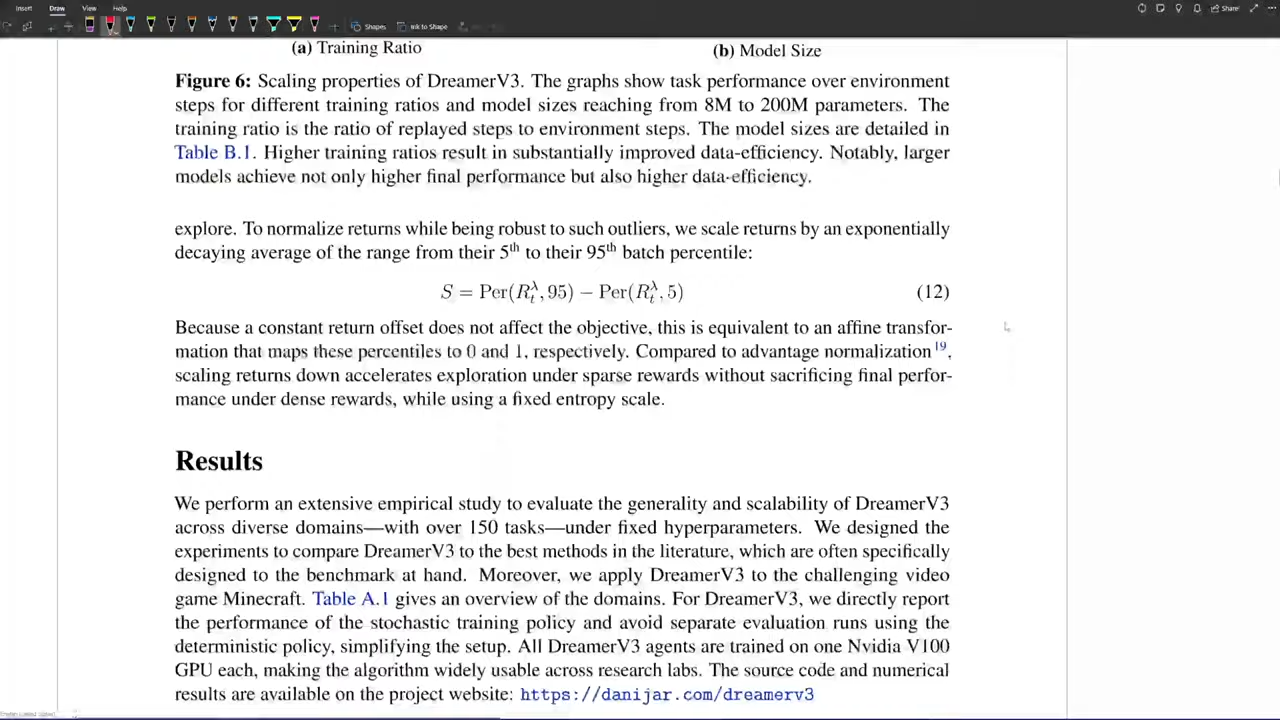 Insert Draw View Help
Shapes Ink to Shape Share
(a) Training Ratio (b) Model Size
Figure 6: Scaling properties of DreamerV3. The graphs show task performance over environment
steps for different training ratios and model sizes reaching from 8M to 200M parameters. The
training ratio is the ratio of replayed steps to environment steps. The model sizes are detailed in
Table B.1. Higher training ratios result in substantially improved data-efficiency. Notably, larger
models achieve not only higher final performance but also higher data-efficiency.
explore. To normalize returns while being robust to such outliers, we scale returns by an exponentially
decaying average of the range from their 5th to their 95th batch percentile:
S = Per(R_t^λ, 95) − Per(R_t^λ, 5) (12)
Because a constant return offset does not affect the objective, this is equivalent to an affine transfor-
mation that maps these percentiles to 0 and 1, respectively. Compared to advantage normalization 19,
scaling returns down accelerates exploration under sparse rewards without sacrificing final perfor-
mance under dense rewards, while using a fixed entropy scale.
Results
We perform an extensive empirical study to evaluate the generality and scalability of DreamerV3
across diverse domains—with over 150 tasks—under fixed hyperparameters. We designed the
experiments to compare DreamerV3 to the best methods in the literature, which are often specifically
designed to the benchmark at hand. Moreover, we apply DreamerV3 to the challenging video
game Minecraft. Table A.1 gives an overview of the domains. For DreamerV3, we directly report
the performance of the stochastic training policy and avoid separate evaluation runs using the
deterministic policy, simplifying the setup. All DreamerV3 agents are trained on one Nvidia V100
GPU each, making the algorithm widely usable across research labs. The source code and numerical
results are available on the project website: https://danijar.com/dreamerv3